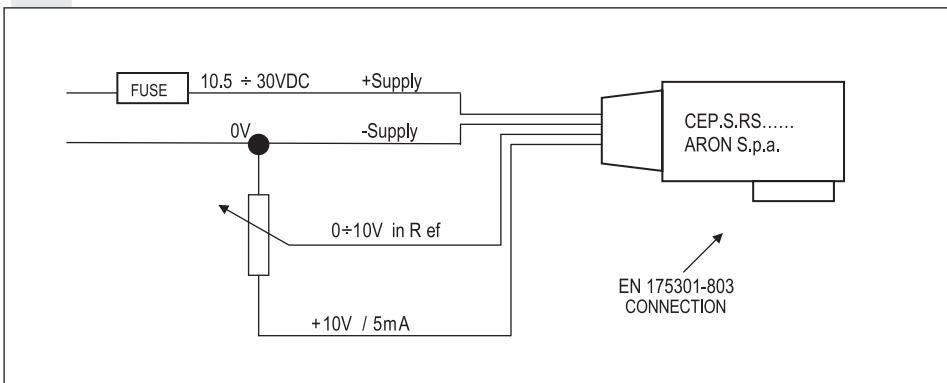 FUSE
10.5 ÷ 30VDC
+Supply
0V
-Supply
CEP.S.RS......
ARON S.p.a.
0÷10V in R ef
EN 175301-803
CONNECTION
+10V / 5mA